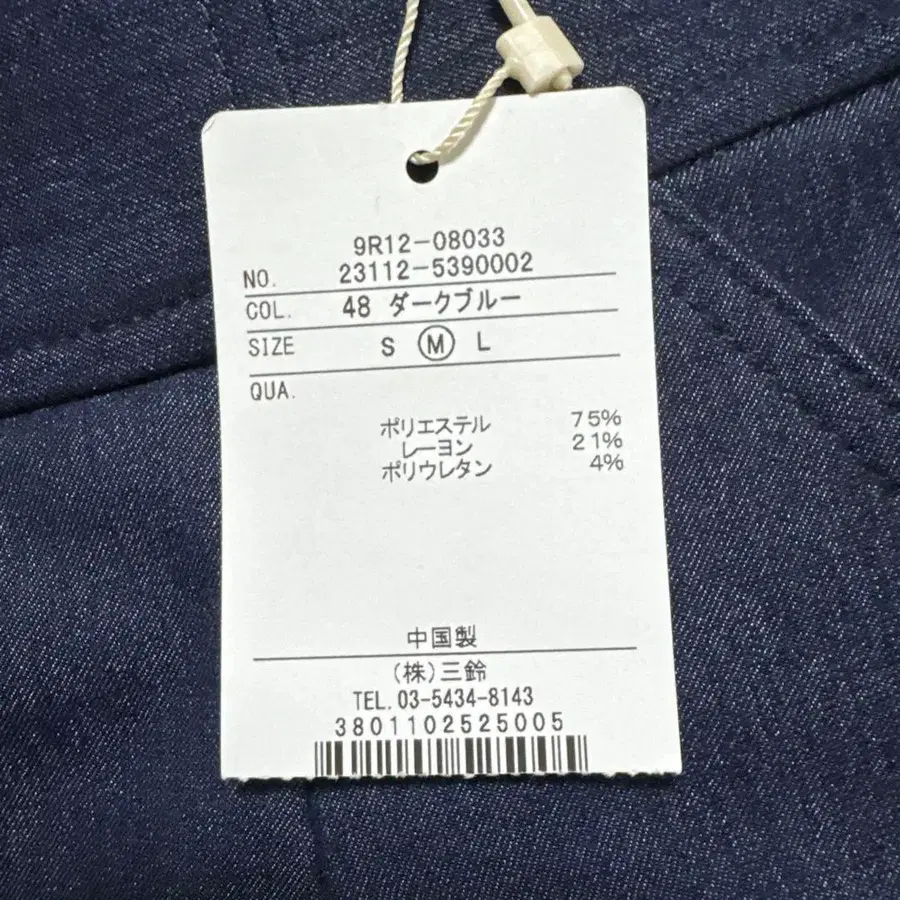 9R12-08033
NO. 23112-5390002
COL. 48 ダークブルー
SIZE S M L
QUA.
ポリエステル 75%
レーヨン 21%
ポリウレタン 4%
中国製
(株)三鈴
TEL. 03-5434-8143
3801102525005